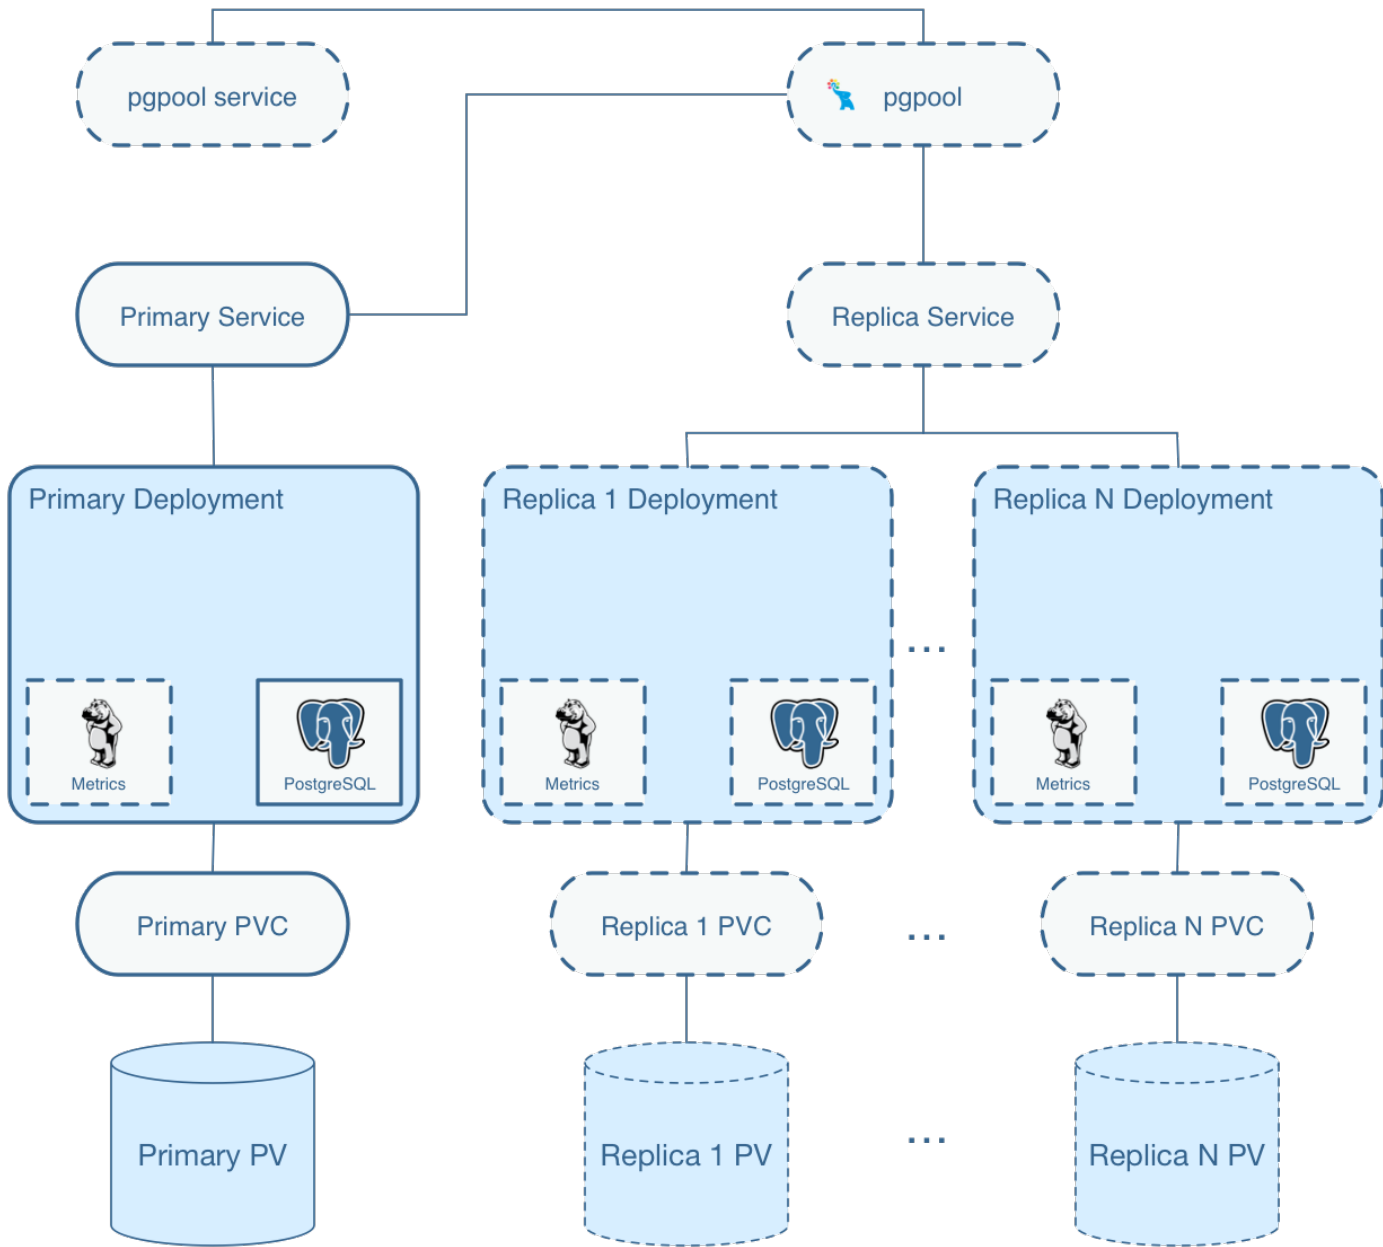 pgpool service
pgpool
Primary Service
Replica Service
Primary Deployment
Replica 1 Deployment
Replica N Deployment
...
Metrics
PostgreSQL
Metrics
PostgreSQL
Metrics
PostgreSQL
Primary PVC
Replica 1 PVC
...
Replica N PVC
Primary PV
Replica 1 PV
...
Replica N PV